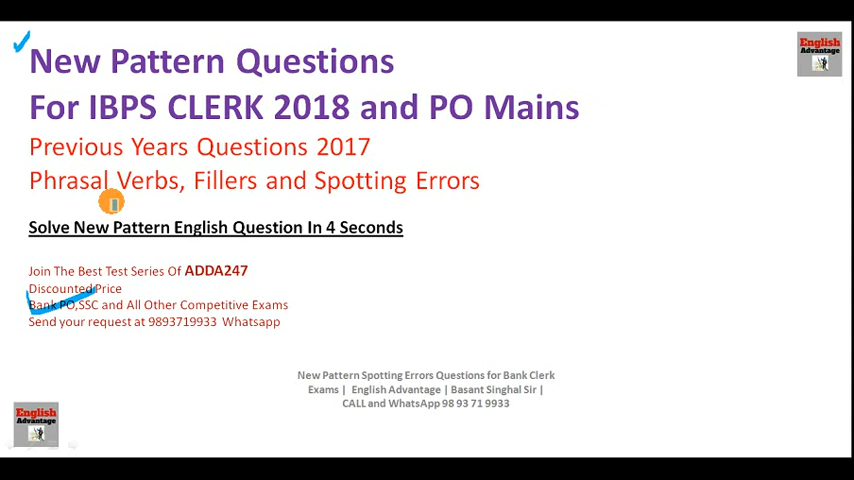 New Pattern Questions
English
Advantage
For IBPS CLERK 2018 and PO Mains
Previous Years Questions 2017
Phrasal Verbs, Fillers and Spotting Errors
Solve New Pattern English Question In 4 Seconds
Join The Best Test Series Of ADDA247
Discounted Price
Bank PO,SSC and All Other Competitive Exams
Send your request at 9893719933 Whatsapp
New Pattern Spotting Errors Questions for Bank Clerk
Exams | English Advantage | Basant Singhal Sir |
CALL and WhatsApp 98 93 71 9933
English
Advantage